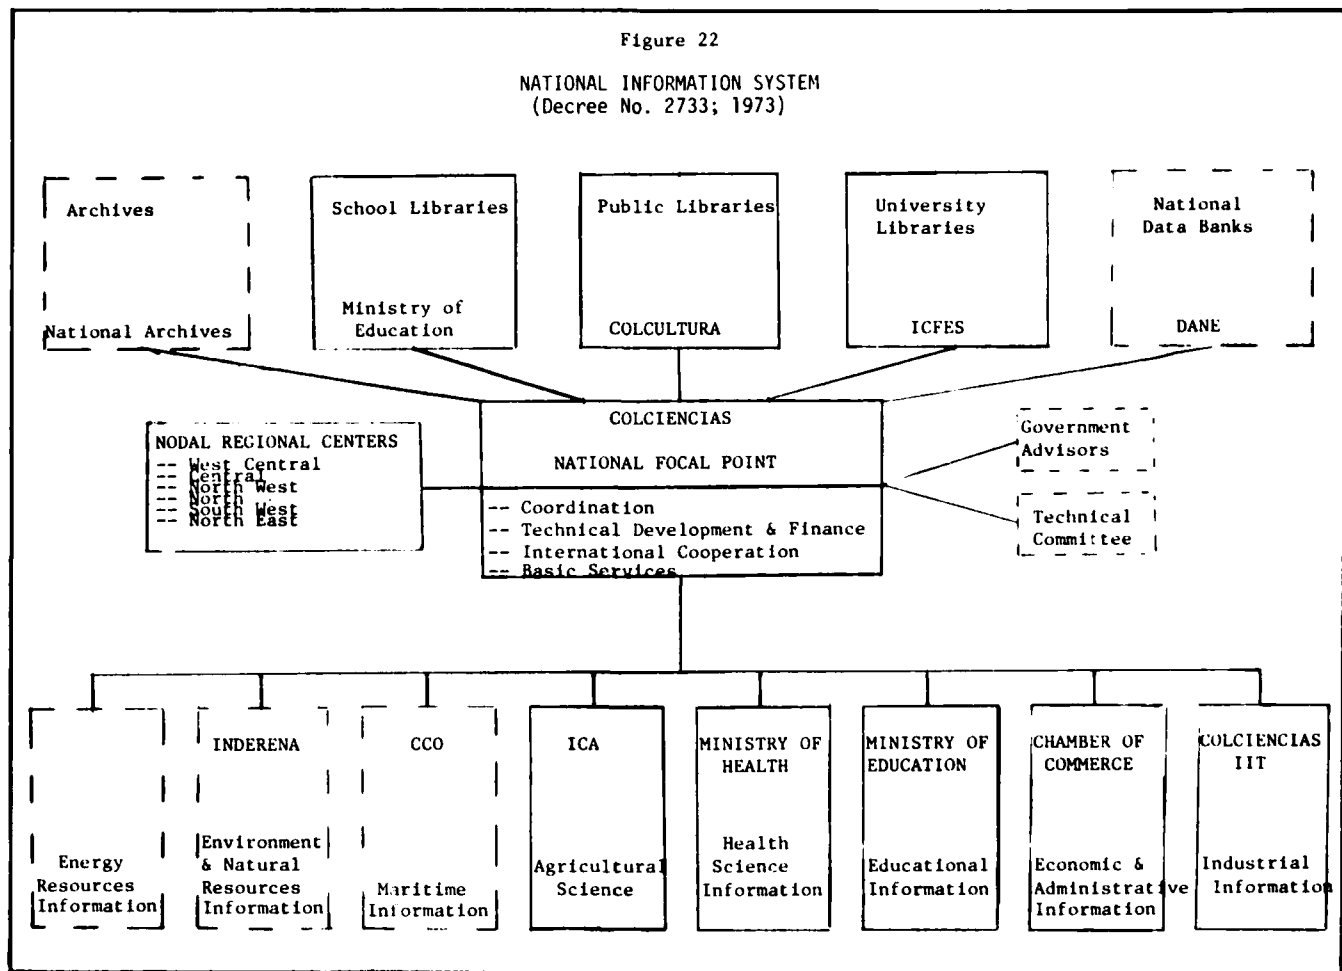 Figure 22
NATIONAL INFORMATION SYSTEM
(Decree No. 2733; 1973)
Archives
National Archives
School Libraries
Ministry of
Education
Public Libraries
COLCULTURA
University
Libraries
ICFES
National
Data Banks
DANE
NODAL REGIONAL CENTERS
-- West Central
-- Central
-- North West
-- North
-- South West
-- North East
COLCIENCIAS
NATIONAL FOCAL POINT
-- Coordination
-- Technical Development & Finance
-- International Cooperation
-- Basic Services
Government
Advisors
Technical
Committee
Energy
Resources
Information
INDERENA
Environment
& Natural
Resources
Information
CCO
Maritime
Information
ICA
Agricultural
Science
MINISTRY OF
HEALTH
Health
Science
Information
MINISTRY OF
EDUCATION
Educational
Information
CHAMBER OF
COMMERCE
Economic &
Administrative
Information
COLCIENCIAS
IIT
Industrial
Information